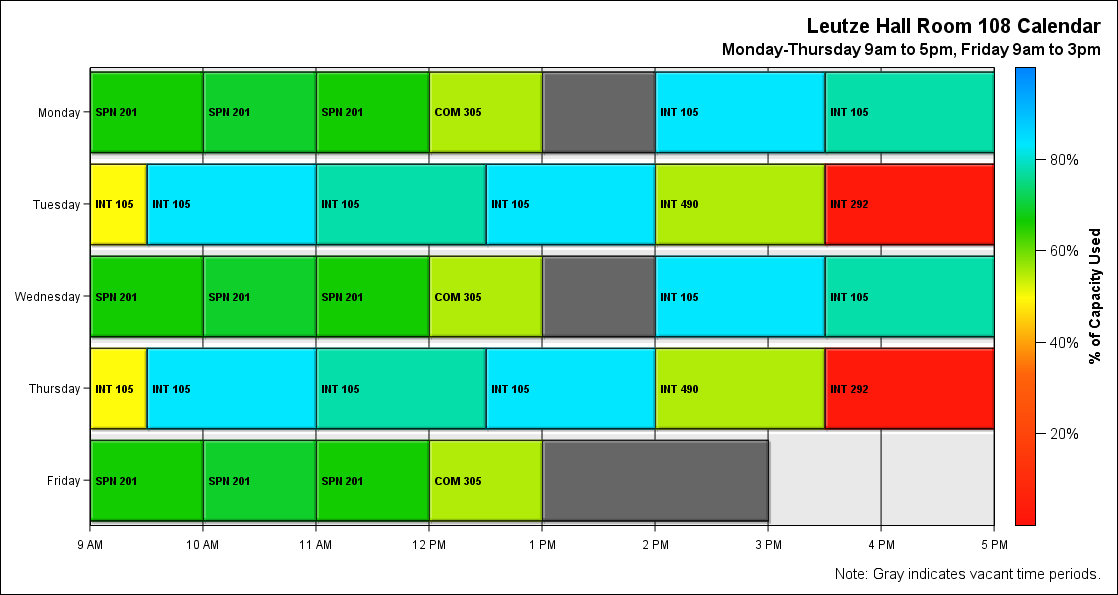 Leutze Hall Room 108 Calendar
Monday-Thursday 9am to 5pm, Friday 9am to 3pm
Monday
SPN 201
SPN 201
SPN 201
COM 305
INT 105
INT 105
Tuesday
INT 105
INT 105
INT 105
INT 105
INT 490
INT 292
Wednesday
SPN 201
SPN 201
SPN 201
COM 305
INT 105
INT 105
Thursday
INT 105
INT 105
INT 105
INT 105
INT 490
INT 292
Friday
SPN 201
SPN 201
SPN 201
COM 305
9 AM
10 AM
11 AM
12 PM
1 PM
2 PM
3 PM
4 PM
5 PM
80%
60%
40%
20%
% of Capacity Used
Note: Gray indicates vacant time periods.